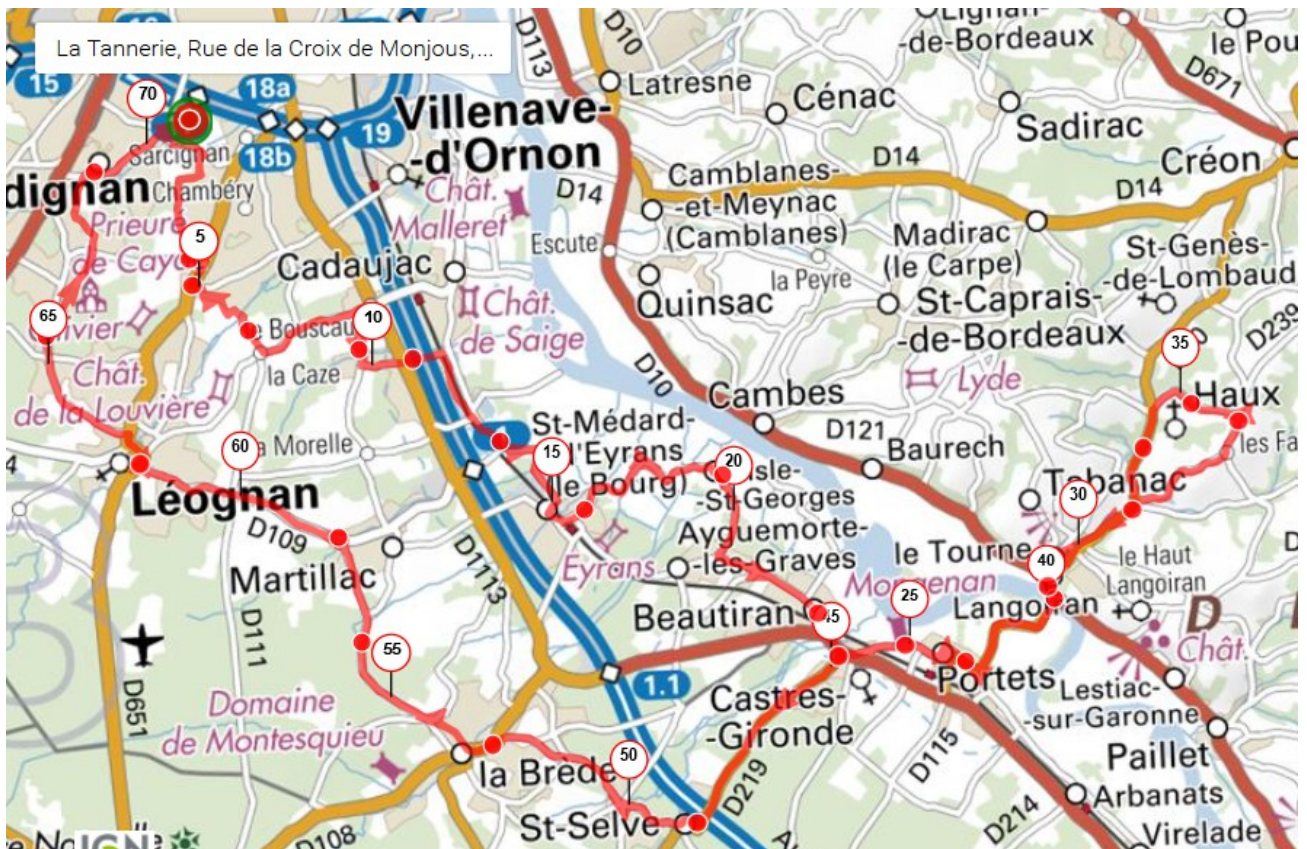 La Tannerie, Rue de la Croix de Monjous,...
15
70
18a
18b
19
Sarcignan
dignan
Chambéry
Villenave-
-d'Ornon
D113
D10
Latresne
Cénac
Lignan-
-de-Bordeaux
le Pou
D671
Sadirac
Créon
D14
D14
D14
Camblanes-
-et-Meynac
(Camblanes)
Chât.
Malleret
Prieuré
de Cayac
5
Cadaujac
Escute
Quinsac
la Peyre
Madirac
(le Carpe)
St-Genès-
-de-Lombaud
St-Caprais-
-de-Bordeaux
D239
65
le Bouscaut
10
Chât.
de Saige
la Caze
Chât.
de la Louvière
D10
Lyde
35
Haux
Cambes
D121
Baurech
les Fa
la Morelle
60
St-Médard-
d'Eyrans
(le Bourg)
15
20
Isle-
-St-Georges
Tabanac
30
Léognan
D109
D1113
Ayguemorte-
-les-Graves
le Tourne
40
le Haut
Langoiran
Martillac
Eyrans
Beautiran
45
25
Langoiran
D
Chât.
D651
D111
55
1.1
Portets
Castres-
-Gironde
Lestiac-
-sur-Garonne
Domaine
de Montesquieu
D115
Paillet
la Brède
50
D219
D214
Arbanats
St-Selve
Virelade
D108
IGN